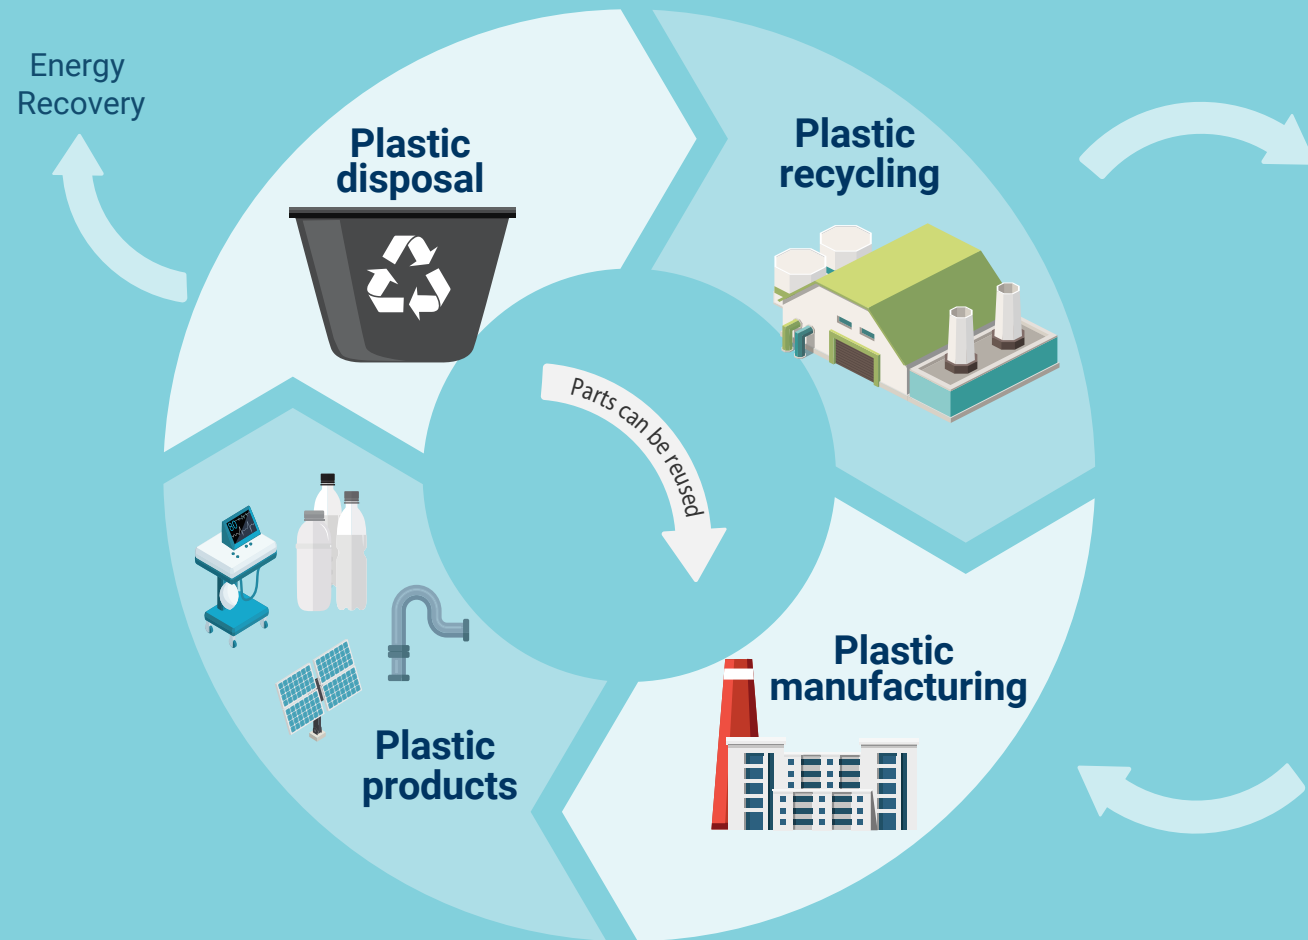 Energy
Recovery
Plastic
disposal
Plastic
recycling
Parts can be reused
Plastic
manufacturing
Plastic
products